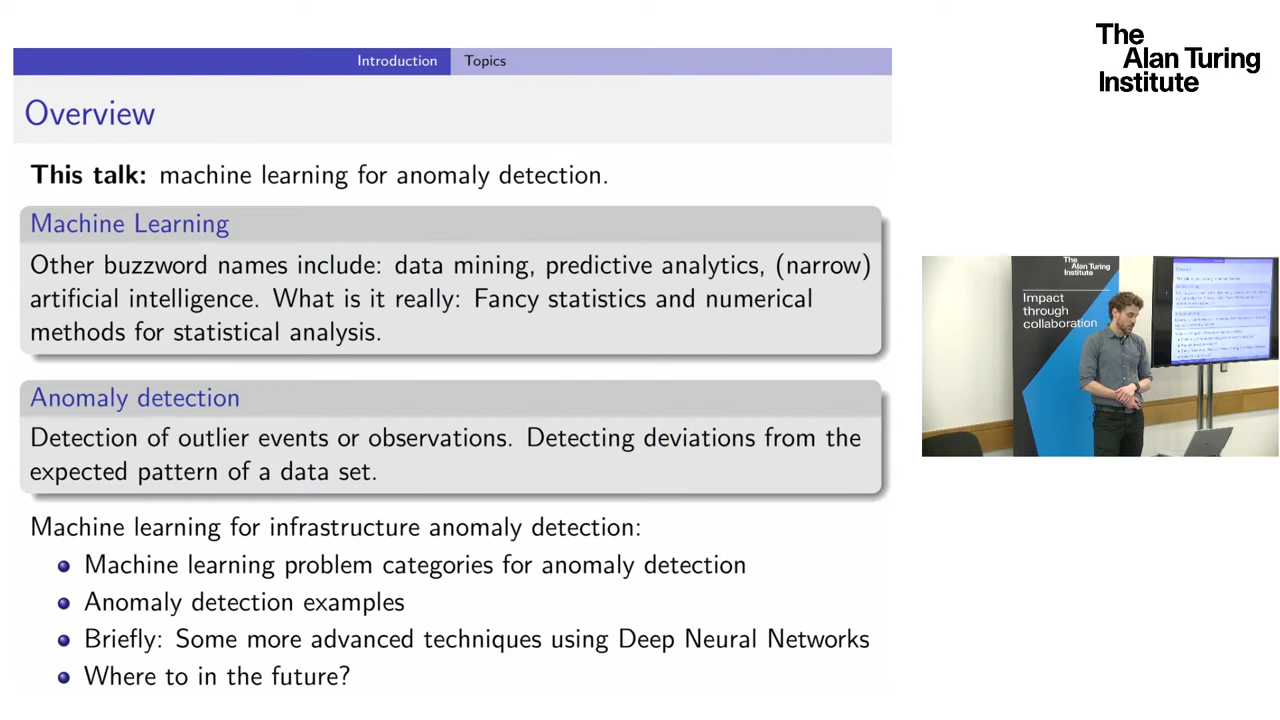 The
Alan Turing
Institute
Introduction
Topics
Overview
This talk: machine learning for anomaly detection.
Machine Learning
Other buzzword names include: data mining, predictive analytics, (narrow)
artificial intelligence. What is it really: Fancy statistics and numerical
methods for statistical analysis.
Anomaly detection
Detection of outlier events or observations. Detecting deviations from the
expected pattern of a data set.
Machine learning for infrastructure anomaly detection:
Machine learning problem categories for anomaly detection
Anomaly detection examples
Briefly: Some more advanced techniques using Deep Neural Networks
Where to in the future?
The
Alan Turing
Institute
Impact
through
collaboration